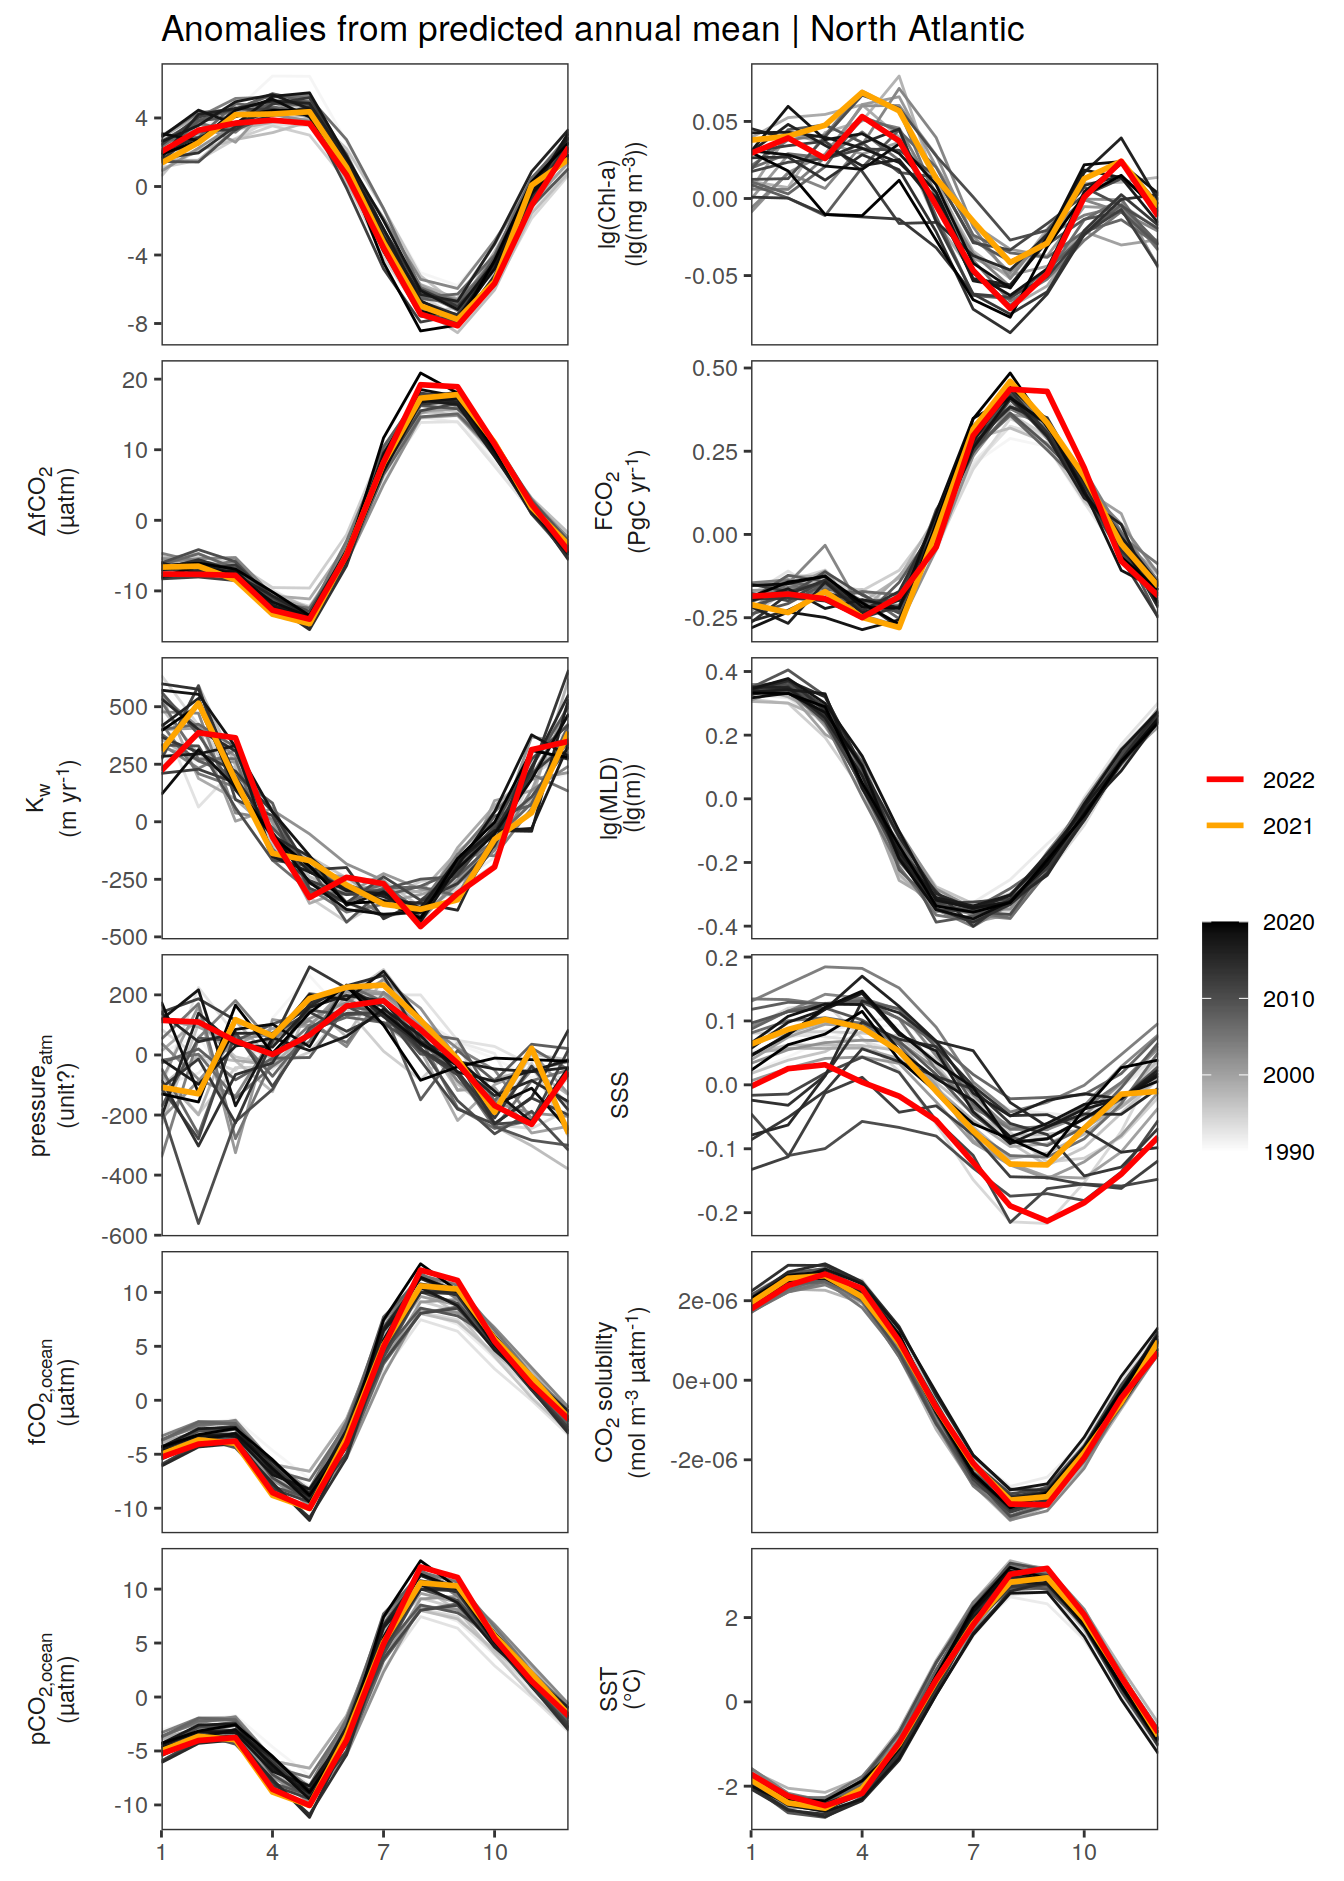 Anomalies from predicted annual mean | North Atlantic
4
0
-4
-8
lg(Chl-a)
(lg(mg m⁻³))
0.05
0.00
-0.05
ΔfCO₂
(µatm)
20
10
0
-10
FCO₂
(PgC yr⁻¹)
0.50
0.25
0.00
-0.25
Kw
(m yr⁻¹)
500
250
0
-250
-500
lg(MLD)
(lg(m))
0.4
0.2
0.0
-0.2
-0.4
pressureatm
(unit?)
200
0
-200
-400
-600
SSS
0.2
0.1
0.0
-0.1
-0.2
fCO2,ocean
(µatm)
10
5
0
-5
-10
CO₂ solubility
(mol m⁻³ µatm⁻¹)
2e-06
0e+00
-2e-06
pCO2,ocean
(µatm)
10
5
0
-5
-10
SST
(°C)
2
0
-2
1 4 7 10
1 4 7 10
2022
2021
2020
2010
2000
1990